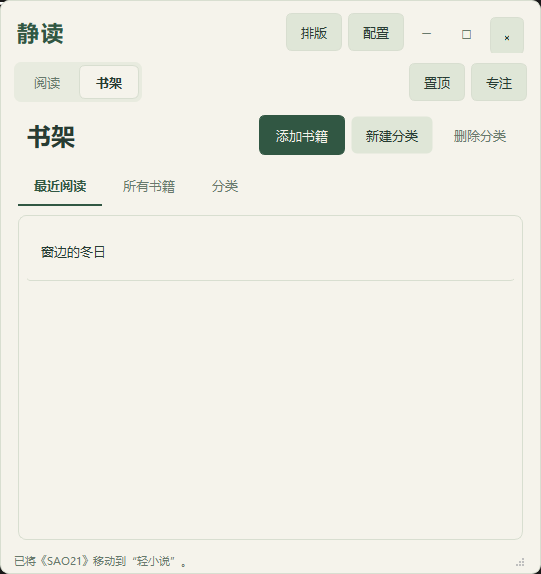 静读 排版 配置
阅读 书架 置顶 专注
书架 添加书籍 新建分类 删除分类
最近阅读 所有书籍 分类
窗边的冬日
已将《SAO21》移动到“轻小说”。